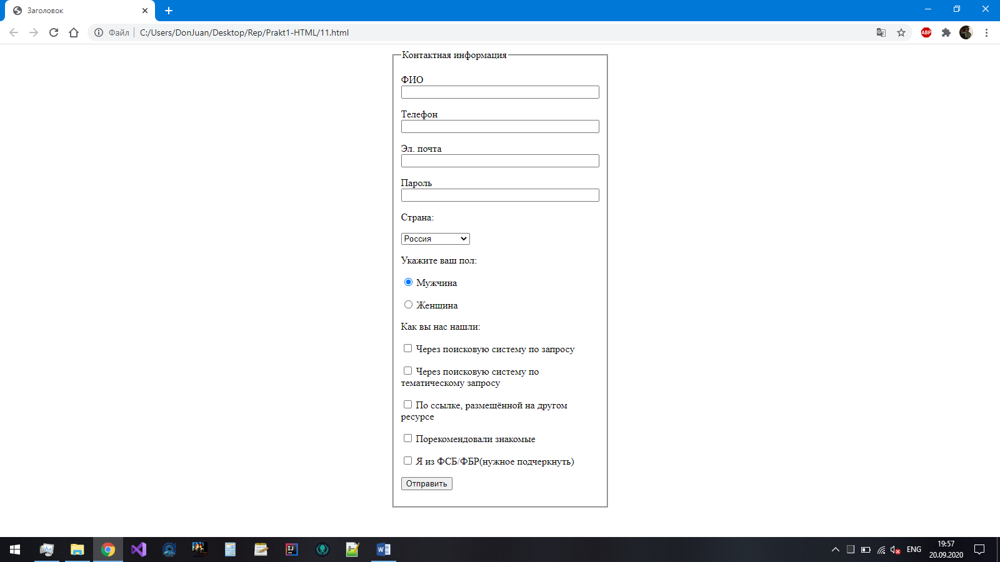 Заголовок
Файл
C:/Users/DonJuan/Desktop/Rep/Prakt1-HTML/11.html
ABP
Контактная информация
ФИО
Телефон
Эл. почта
Пароль
Страна:
Россия
Укажите ваш пол:
Мужчина
Женщина
Как вы нас нашли:
Через поисковую систему по запросу
Через поисковую систему по
тематическому запросу
По ссылке, размещённой на другом
ресурсе
Порекомендовали знакомые
Я из ФСБ/ФБР(нужное подчеркнуть)
Отправить
ENG
19:57
20.09.2020